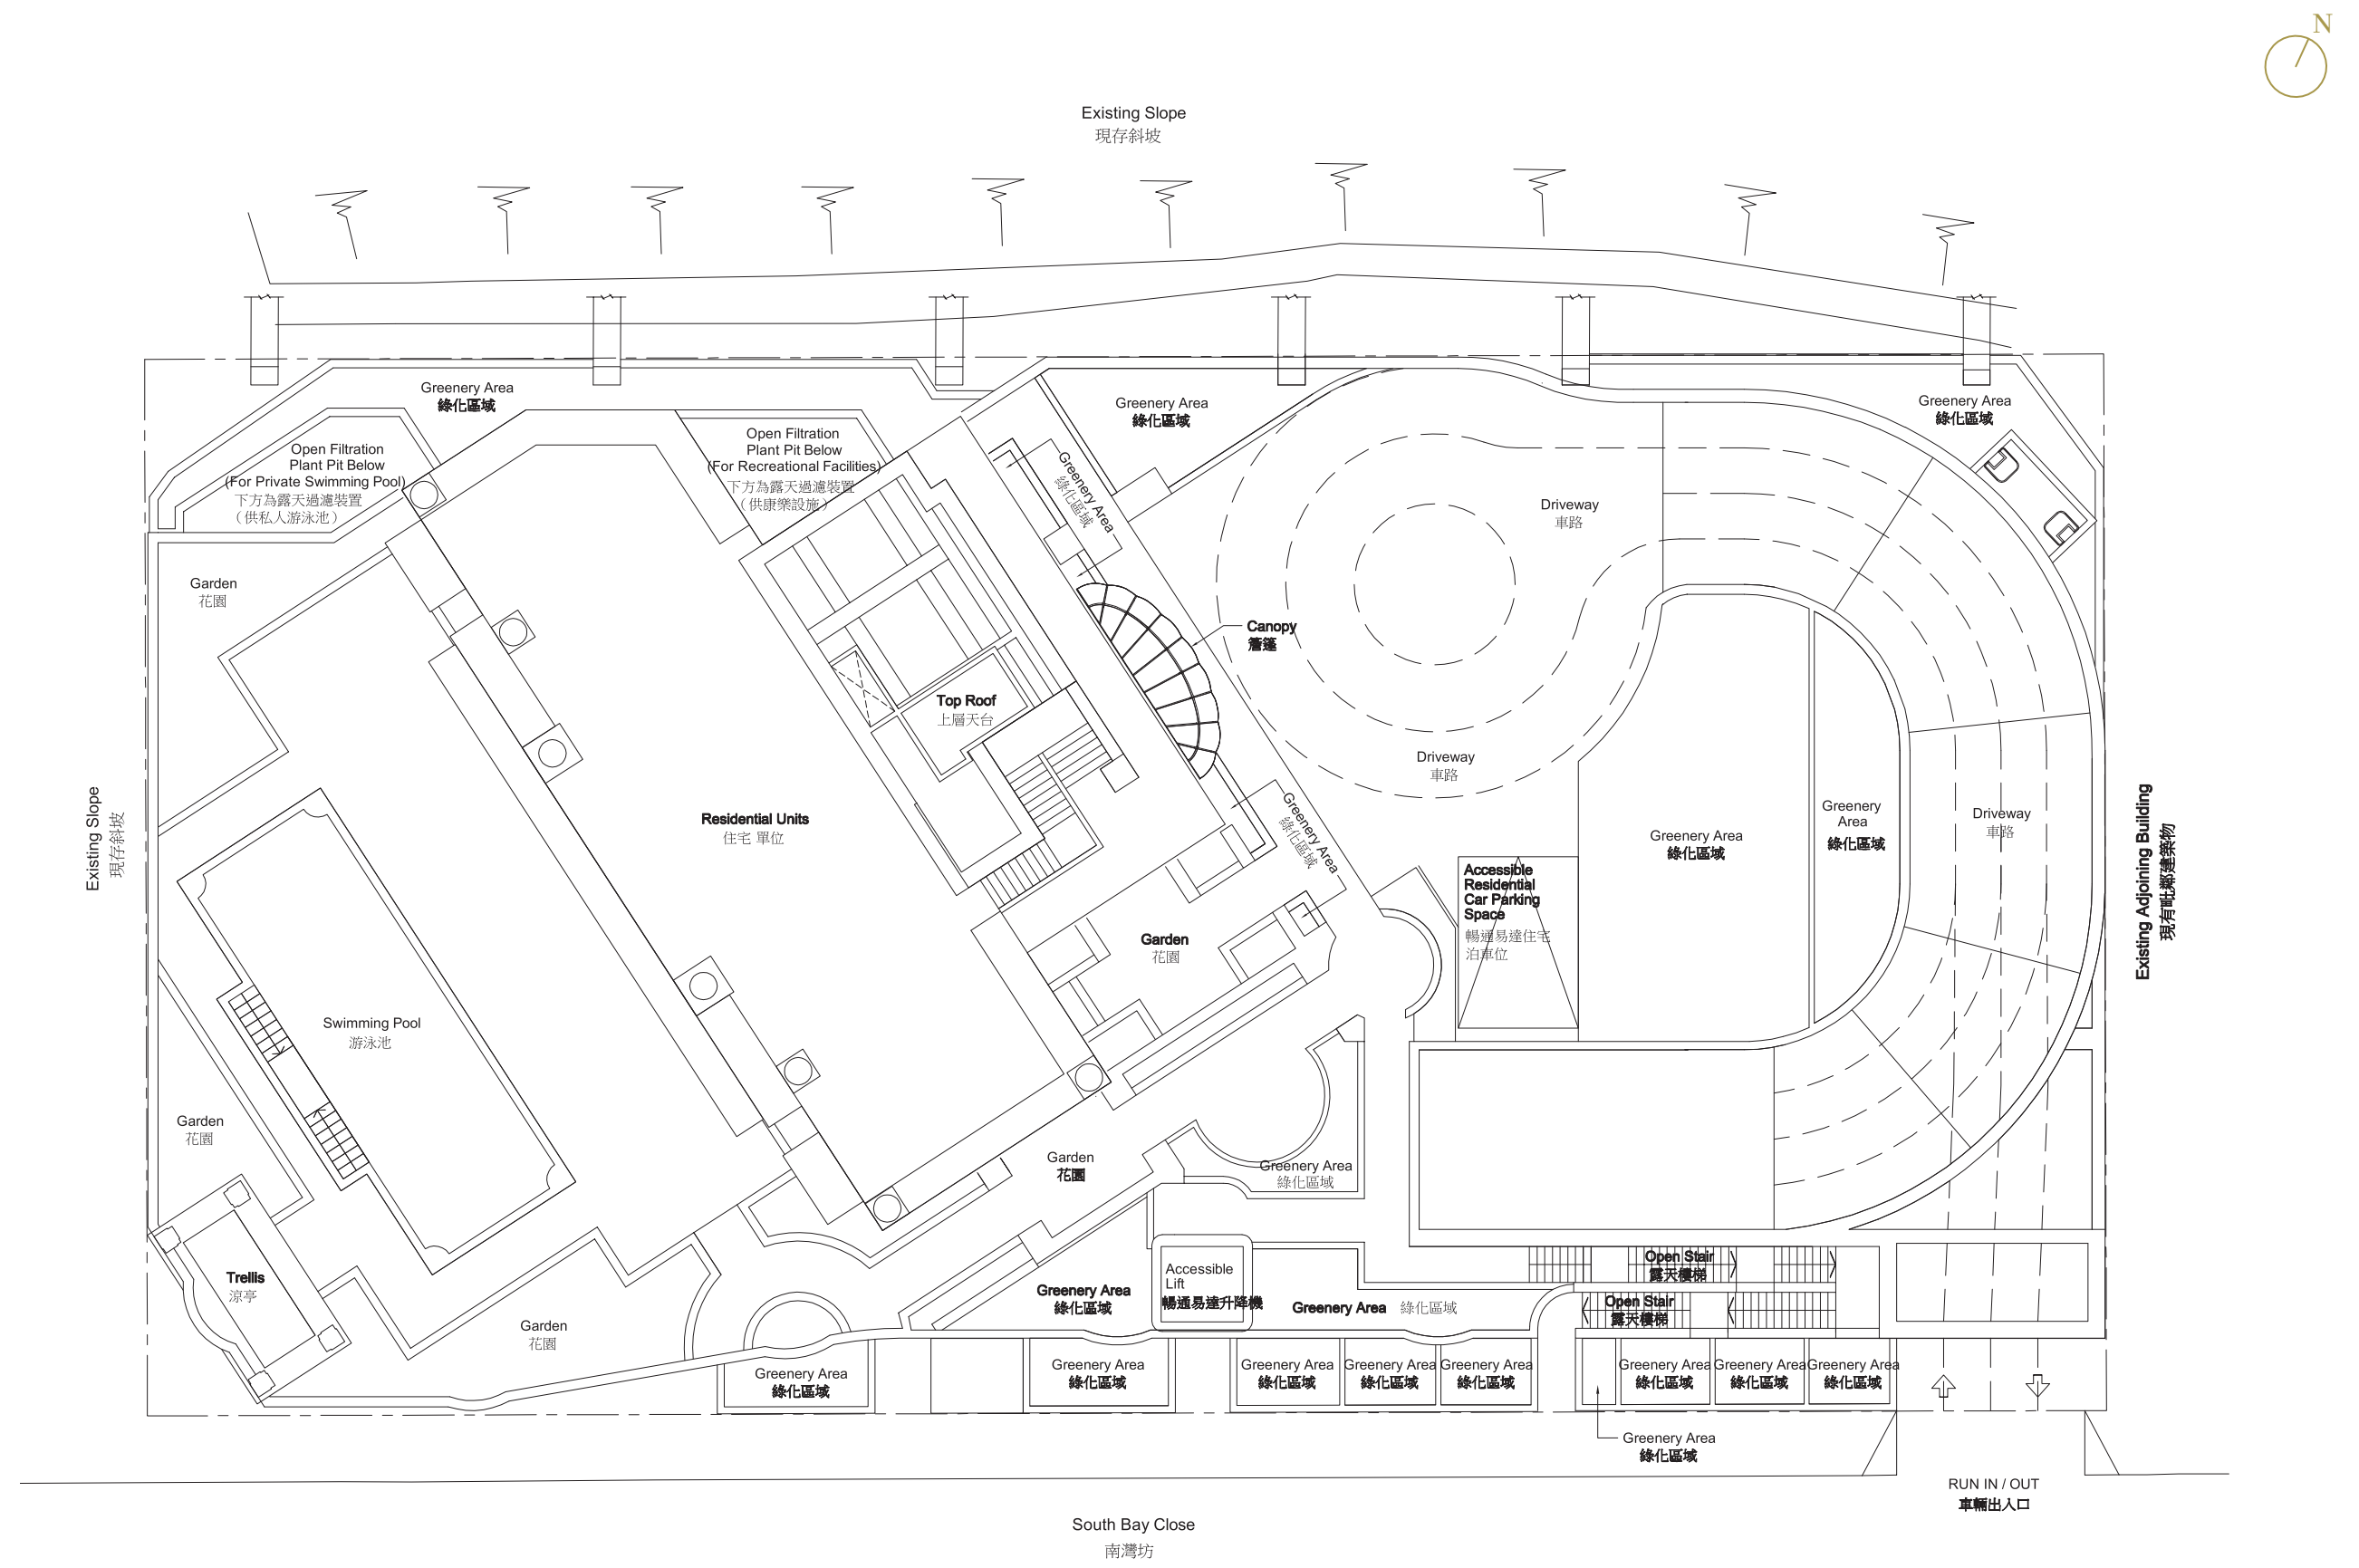 N
Existing Slope
現存斜坡
Greenery Area
綠化區域
Greenery Area
綠化區域
Greenery Area
綠化區域
Open Filtration
Plant Pit Below
(For Private Swimming Pool)
下方為露天過濾裝置
（供私人游泳池）
Open Filtration
Plant Pit Below
(For Recreational Facilities)
下方為露天過濾裝置
（供康樂設施）
Greenery Area
綠化區域
Driveway
車路
Garden
花園
Canopy
簷篷
Top Roof
上層天台
Driveway
車路
Residential Units
住宅 單位
Greenery Area
綠化區域
Greenery Area
綠化區域
Greenery
Area
綠化區域
Driveway
車路
Existing Slope
現存斜坡
Existing Adjoining Building
現有毗鄰建築物
Accessible
Residential
Car Parking
Space
暢通易達住宅
泊車位
Garden
花園
Swimming Pool
游泳池
Garden
花園
Garden
花園
Greenery Area
綠化區域
Trellis
涼亭
Garden
花園
Greenery Area
綠化區域
Accessible
Lift
暢通易達升降機
Greenery Area 綠化區域
Open Stair
露天樓梯
Open Stair
露天樓梯
Greenery Area
綠化區域
Greenery Area
綠化區域
Greenery Area
綠化區域
Greenery Area
綠化區域
Greenery Area
綠化區域
Greenery Area
綠化區域
Greenery Area
綠化區域
Greenery Area
綠化區域
Greenery Area
綠化區域
RUN IN / OUT
車輛出入口
South Bay Close
南灣坊